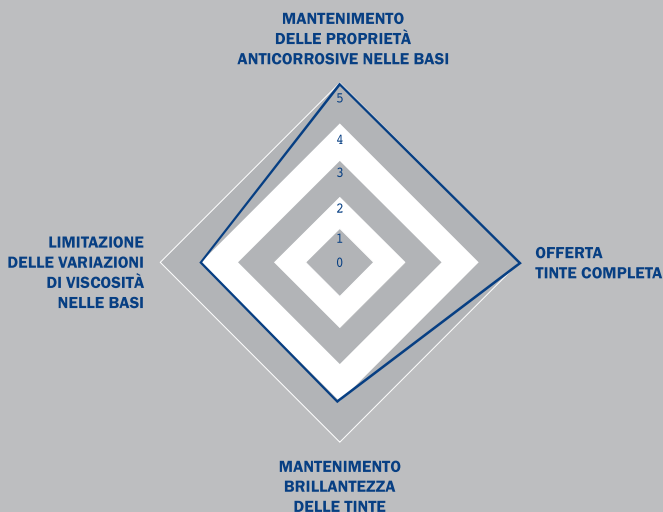 MANTENIMENTO
DELLE PROPRIETÀ
ANTICORROSIVE NELLE BASI
5
4
3
2
1
0
LIMITAZIONE
DELLE VARIAZIONI
DI VISCOSITÀ
NELLE BASI
OFFERTA
TINTE COMPLETA
MANTENIMENTO
BRILLANTEZZA
DELLE TINTE